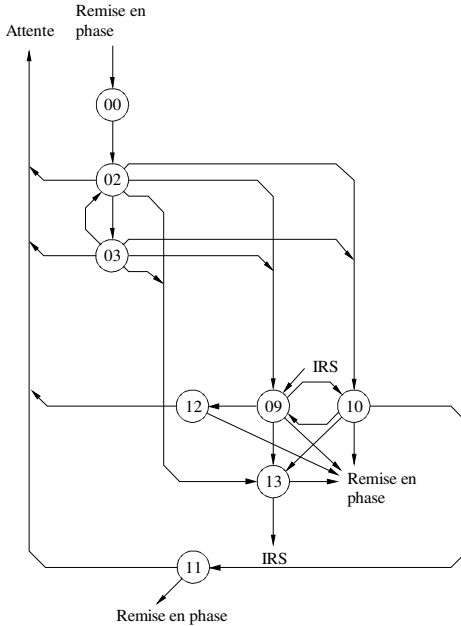 Remise en
phase
Attente
00
02
03
IRS
12
09
10
13
Remise en
phase
IRS
11
Remise en phase